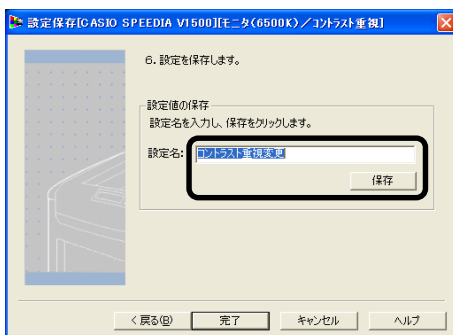 設定保存[CASIO SPEEDIA V1500][モニタ(6500K)／コントラスト重視]
6. 設定を保存します。
設定値の保存
設定名を入力し、保存をクリックします。
設定名: コントラスト重視変更
保存
< 戻る(B) 完了 キャンセル ヘルプ